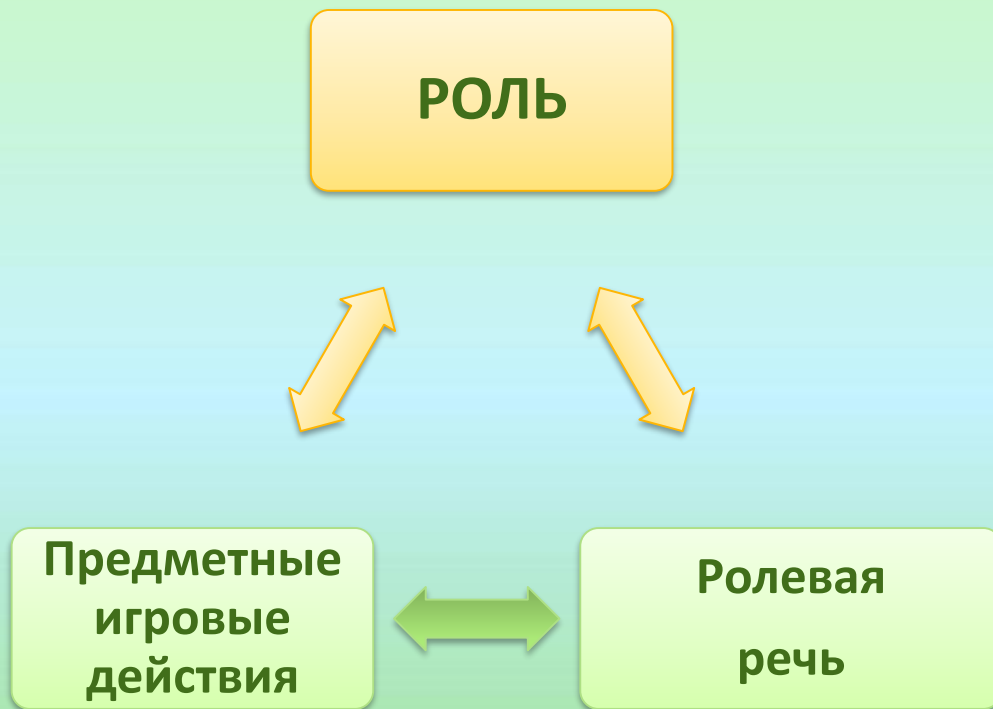 РОЛЬ
Предметные
игровые
действия
Ролевая
речь